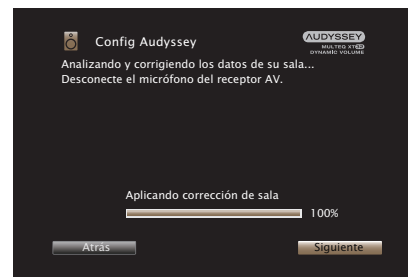 Config Audyssey
AUDYSSEY
MULTEQ XT32
DYNAMIC VOLUME
Analizando y corrigiendo los datos de su sala...
Desconecte el micrófono del receptor AV.
Aplicando corrección de sala
100%
Atrás
Siguiente